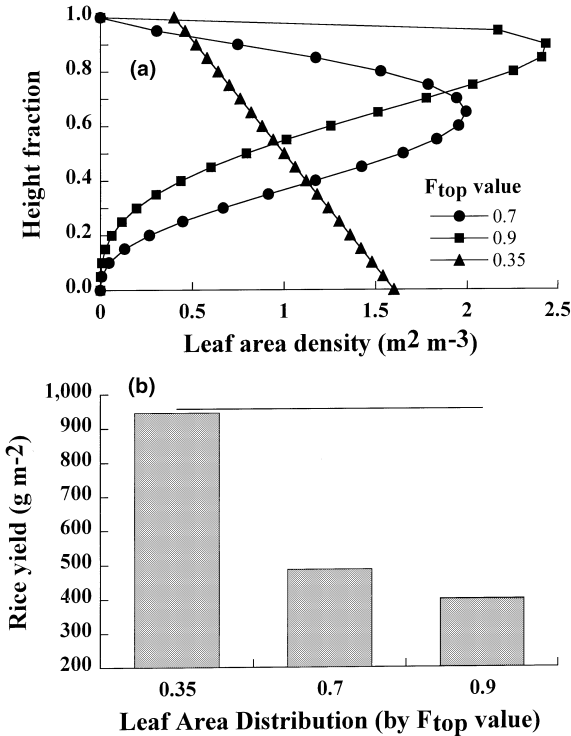 1.0
0.8
0.6
0.4
0.2
0.0
Height fraction
(a)
Ftop value
0.7
0.9
0.35
0 0.5 1 1.5 2 2.5
Leaf area density (m2 m-3)
(b)
1,000
900
800
700
600
500
400
300
200
Rice yield (g m-2)
0.35 0.7 0.9
Leaf Area Distribution (by Ftop value)